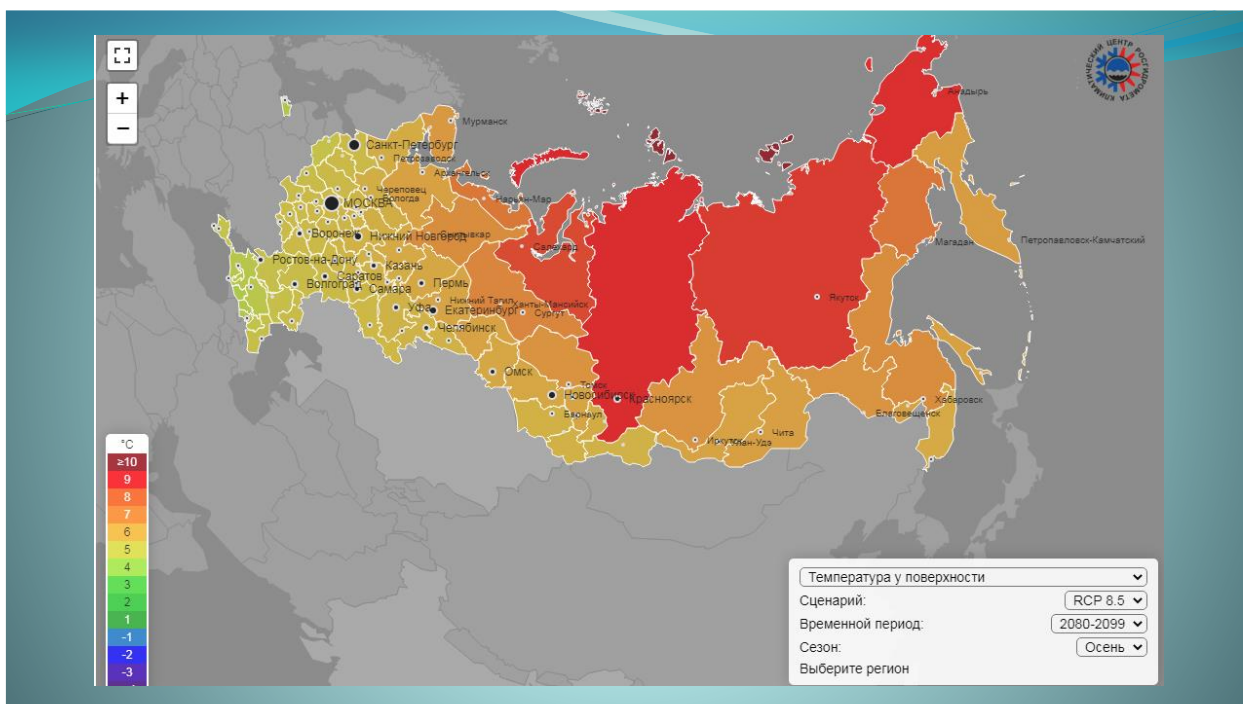 +
−
КЛИМАТИЧЕСКИЙ ЦЕНТР РОСГИДРОМЕТА
Анадырь
Мурманск
Санкт-Петербург
Петрозаводск
Архангельск
Череповец
Вологда
Нарьян-Мар
МОСКВА
Воронеж
Нижний Новгород
Сыктывкар
Салехард
Магадан
Петропавловск-Камчатский
Ростов-на-Дону
Казань
Саратов
Волгоград
Самара
Пермь
Якутск
Нижний Тагил
Ханты-Мансийск
Уфа
Екатеринбург
Сургут
Челябинск
Омск
Томск
Новосибирск
Красноярск
Барнаул
Хабаровск
Благовещенск
Чита
Иркутск
Улан-Удэ
°C
≥10
9
8
7
6
5
4
3
2
1
-1
-2
-3
Температура у поверхности
Сценарий: RCP 8.5
Временной период: 2080-2099
Сезон: Осень
Выберите регион